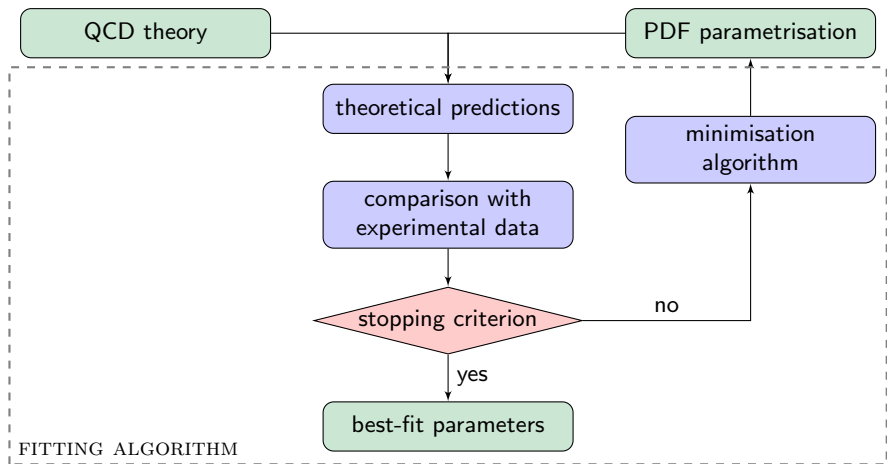 QCD theory
PDF parametrisation
theoretical predictions
minimisation
algorithm
comparison with
experimental data
stopping criterion
no
yes
best-fit parameters
FITTING ALGORITHM